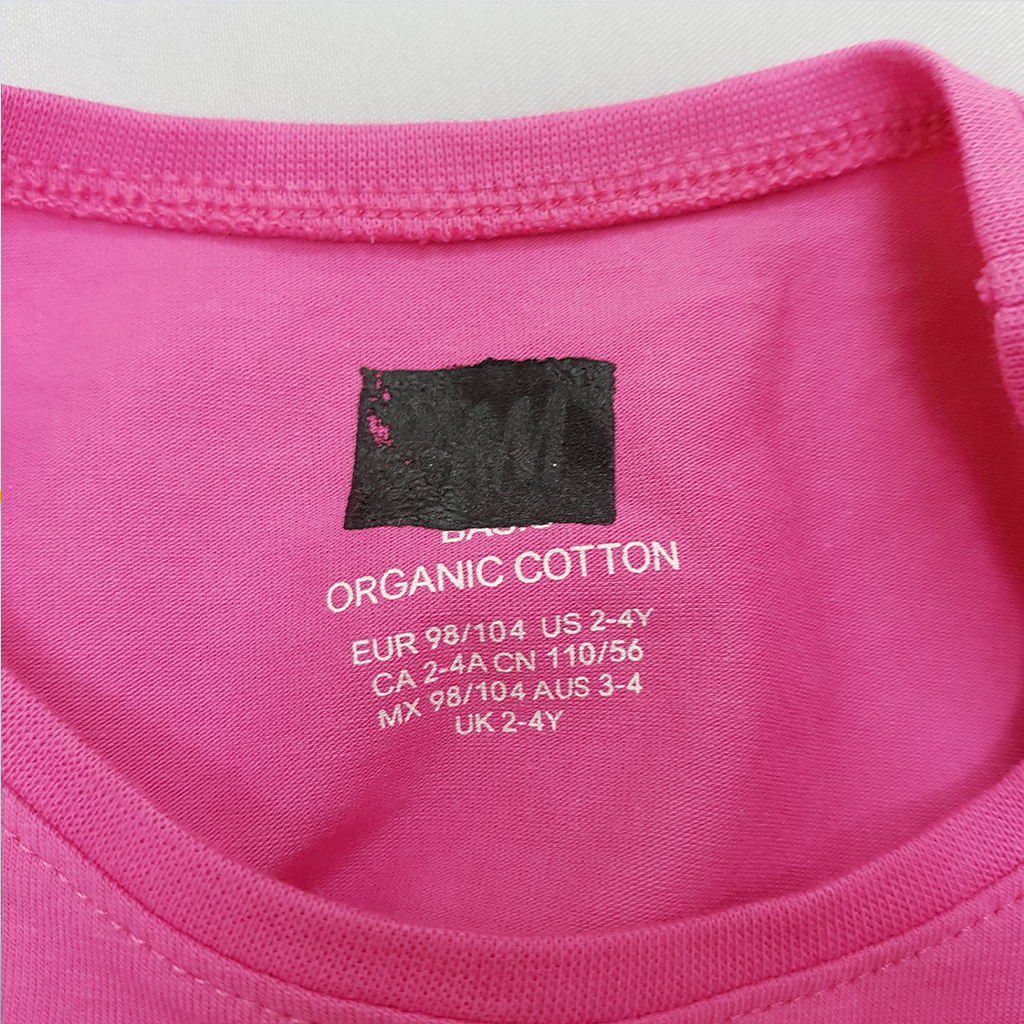 ORGANIC COTTON
EUR 98/104 US 2-4Y
CA 2-4A CN 110/56
MX 98/104 AUS 3-4
UK 2-4Y